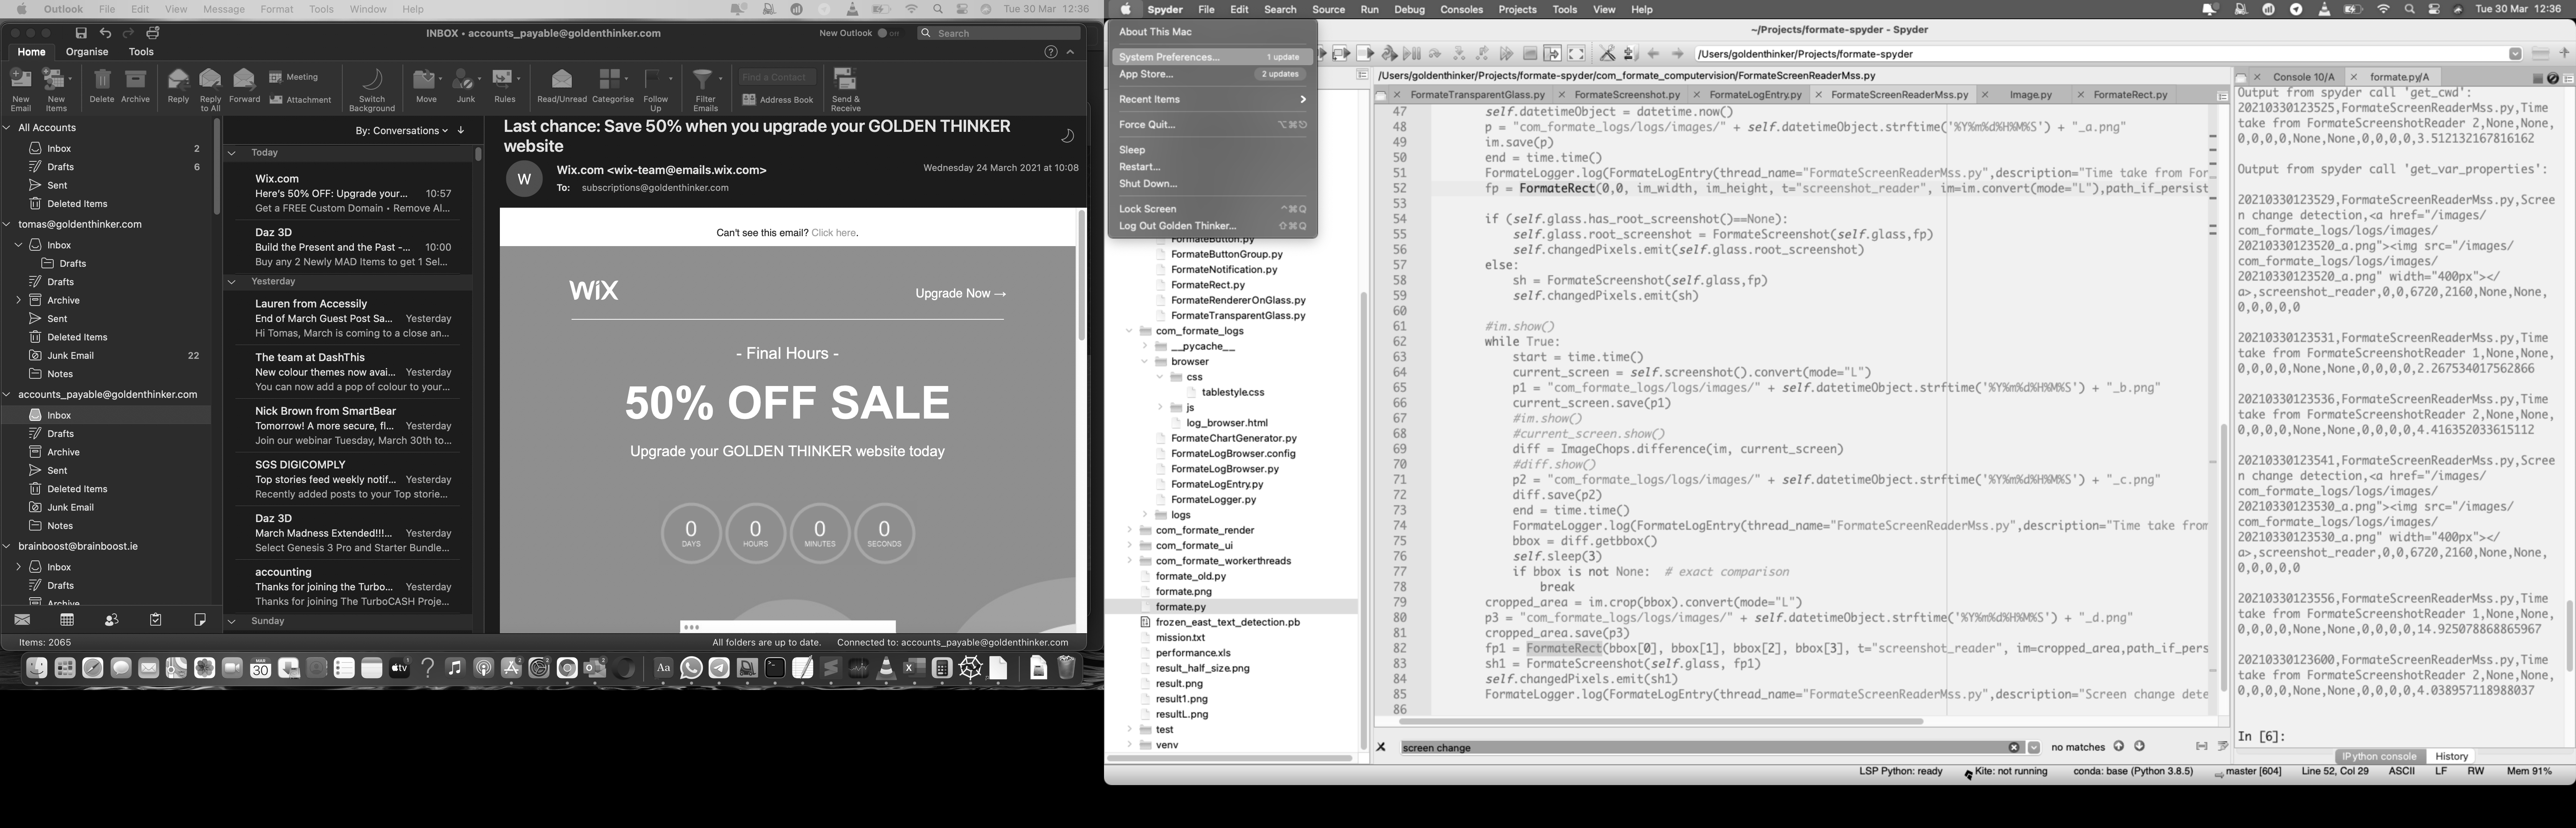 Outlook File Edit View Message Format Tools Window Help Tue 30 Mar 12:36
INBOX • accounts_payable@goldenthinker.com
New Outlook
Search
Home Organise Tools
New Email
New Items
Delete
Archive
Reply
Reply to All
Forward
Meeting
Attachment
Switch Background
Move
Junk
Rules
Read/Unread
Categorise
Follow Up
Filter Emails
Find a Contact
Address Book
Send & Receive
All Accounts
Inbox 2
Drafts 6
Sent
Deleted Items
tomas@goldenthinker.com
Inbox
Drafts
Drafts
Archive
Sent
Deleted Items
Junk Email 22
Notes
accounts_payable@goldenthinker.com
Inbox
Drafts
Archive
Sent
Deleted Items
Junk Email
Notes
brainboost@brainboost.ie
Inbox
Drafts
Archive
By: Conversations
Today
Wix.com
Here's 50% OFF: Upgrade your... 10:57
Get a FREE Custom Domain • Remove Al...
Daz 3D
Build the Present and the Past -... 10:00
Buy any 2 Newly MAD Items to get 1 Sel...
Yesterday
Lauren from Accessily
End of March Guest Post Sa... Yesterday
Hi Tomas, March is coming to a close an...
The team at DashThis
New colour themes now avai... Yesterday
You can now add a pop of colour to your...
Nick Brown from SmartBear
Tomorrow! A more secure, fl... Yesterday
Join our webinar Tuesday, March 30th to...
SGS DIGICOMPLY
Top stories feed weekly notif... Yesterday
Recently added posts to your Top storie...
Daz 3D
March Madness Extended!!!... Yesterday
Select Genesis 3 Pro and Starter Bundle...
accounting
Thanks for joining the Turbo... Yesterday
Thanks for joining The TurboCASH Proje...
Sunday
Last chance: Save 50% when you upgrade your GOLDEN THINKER
website
W
Wix.com <wix-team@emails.wix.com>
Wednesday 24 March 2021 at 10:08
To: subscriptions@goldenthinker.com
Can't see this email? Click here.
WiX
Upgrade Now →
- Final Hours -
50% OFF SALE
Upgrade your GOLDEN THINKER website today
0 DAYS
0 HOURS
0 MINUTES
0 SECONDS
Items: 2065
All folders are up to date. Connected to: accounts_payable@goldenthinker.com
Spyder File Edit Search Source Run Debug Consoles Projects Tools View Help Tue 30 Mar 12:36
~/Projects/formate-spyder - Spyder
/Users/goldenthinker/Projects/formate-spyder
About This Mac
System Preferences... 1 update
App Store... 2 updates
Recent Items
Force Quit...
Sleep
Restart...
Shut Down...
Lock Screen ^⌘Q
Log Out Golden Thinker... ⇧⌘Q
FormateButton.py
FormateButtonGroup.py
FormateNotification.py
FormateRect.py
FormateRendererOnGlass.py
FormateTransparentGlass.py
com_formate_logs
__pycache__
browser
css
tablestyle.css
js
log_browser.html
FormateChartGenerator.py
FormateLogBrowser.config
FormateLogBrowser.py
FormateLogEntry.py
FormateLogger.py
logs
com_formate_render
com_formate_ui
com_formate_workerthreads
formate_old.py
formate.png
formate.py
frozen_east_text_detection.pb
mission.txt
performance.xls
result_half_size.png
result.png
result1.png
resultL.png
test
venv
/Users/goldenthinker/Projects/formate-spyder/com_formate_computervision/FormateScreenReaderMss.py
FormateTransparentGlass.py FormateScreenshot.py FormateLogEntry.py FormateScreenReaderMss.py Image.py FormateRect.py
47 self.datetimeObject = datetime.now()
48 p = "com_formate_logs/logs/images/" + self.datetimeObject.strftime('%Y%m%d%H%M%S') + "_a.png"
49 im.save(p)
50 end = time.time()
51 FormateLogger.log(FormateLogEntry(thread_name="FormateScreenReaderMss.py",description="Time take from For
52 fp = FormateRect(0,0, im_width, im_height, t="screenshot_reader", im=im.convert(mode="L"),path_if_persist
53
54 if (self.glass.has_root_screenshot()==None):
55 self.glass.root_screenshot = FormateScreenshot(self.glass,fp)
56 self.changedPixels.emit(self.glass.root_screenshot)
57 else:
58 sh = FormateScreenshot(self.glass,fp)
59 self.changedPixels.emit(sh)
60
61 #im.show()
62 while True:
63 start = time.time()
64 current_screen = self.screenshot().convert(mode="L")
65 p1 = "com_formate_logs/logs/images/" + self.datetimeObject.strftime('%Y%m%d%H%M%S') + "_b.png"
66 current_screen.save(p1)
67 #im.show()
68 #current_screen.show()
69 diff = ImageChops.difference(im, current_screen)
70 #diff.show()
71 p2 = "com_formate_logs/logs/images/" + self.datetimeObject.strftime('%Y%m%d%H%M%S') + "_c.png"
72 diff.save(p2)
73 end = time.time()
74 FormateLogger.log(FormateLogEntry(thread_name="FormateScreenReaderMss.py",description="Time take from
75 bbox = diff.getbbox()
76 self.sleep(3)
77 if bbox is not None: # exact comparison
78 break
79 cropped_area = im.crop(bbox).convert(mode="L")
80 p3 = "com_formate_logs/logs/images/" + self.datetimeObject.strftime('%Y%m%d%H%M%S') + "_d.png"
81 cropped_area.save(p3)
82 fp1 = FormateRect(bbox[0], bbox[1], bbox[2], bbox[3], t="screenshot_reader", im=cropped_area,path_if_pers
83 sh1 = FormateScreenshot(self.glass, fp1)
84 self.changedPixels.emit(sh1)
85 FormateLogger.log(FormateLogEntry(thread_name="FormateScreenReaderMss.py",description="Screen change dete
86
screen change
no matches
Console 10/A formate.py/A
Output from spyder call 'get_cwd':
20210330123525,FormateScreenReaderMss.py,Time
take from FormateScreenshotReader 2,None,None,
0,0,0,0,None,None,0,0,0,0,3.512132167816162
Output from spyder call 'get_var_properties':
20210330123529,FormateScreenReaderMss.py,Scree
n change detection,<a href="/images/
com_formate_logs/logs/images/
20210330123520_a.png"><img src="/images/
com_formate_logs/logs/images/
20210330123520_a.png" width="400px"></
a>,screenshot_reader,0,0,6720,2160,None,None,
0,0,0,0,0
20210330123531,FormateScreenReaderMss.py,Time
take from FormateScreenshotReader 1,None,None,
0,0,0,0,None,None,0,0,0,0,2.267534017562866
20210330123536,FormateScreenReaderMss.py,Time
take from FormateScreenshotReader 2,None,None,
0,0,0,0,None,None,0,0,0,0,4.416352033615112
20210330123541,FormateScreenReaderMss.py,Scree
n change detection,<a href="/images/
com_formate_logs/logs/images/
20210330123530_a.png"><img src="/images/
com_formate_logs/logs/images/
20210330123530_a.png" width="400px"></
a>,screenshot_reader,0,0,6720,2160,None,None,
0,0,0,0,0
20210330123556,FormateScreenReaderMss.py,Time
take from FormateScreenshotReader 1,None,None,
0,0,0,0,None,None,0,0,0,0,14.925078868865967
20210330123600,FormateScreenReaderMss.py,Time
take from FormateScreenshotReader 2,None,None,
0,0,0,0,None,None,0,0,0,0,4.038957118988037
In [6]:
IPython console History
LSP Python: ready Kite: not running conda: base (Python 3.8.5) master [604] Line 52, Col 29 ASCII LF RW Mem 91%